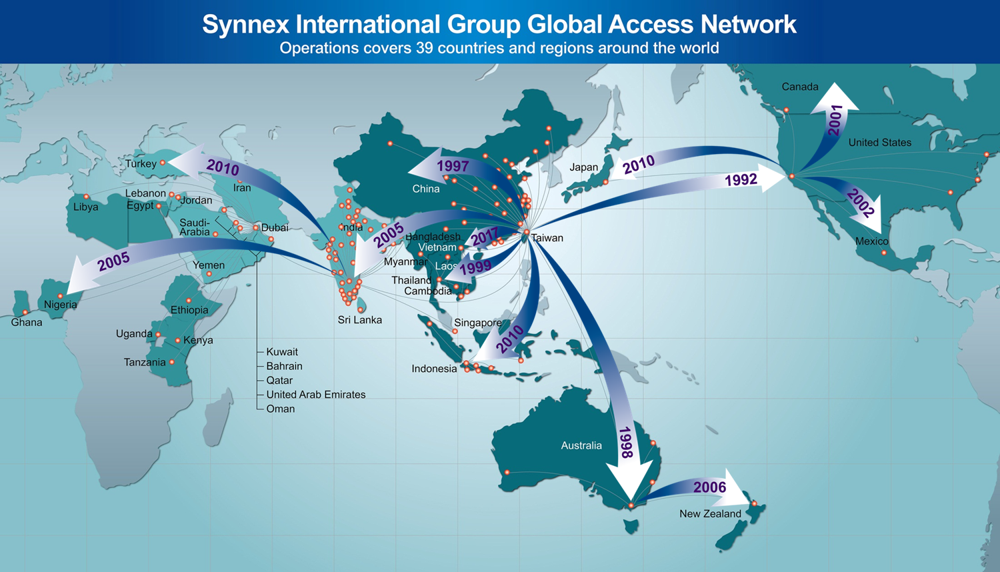 Synnex International Group Global Access Network
Operations covers 39 countries and regions around the world
Canada
2001
United States
Turkey
2010
1997
Japan
2010
1992
China
Iran
Lebanon
Jordan
Libya
Egypt
2002
Saudi-
Arabia
Dubai
India
2005
Bangladesh
2017
Taiwan
Mexico
Vietnam
2005
Yemen
Myanmar
Laos
1999
Thailand
Cambodia
Nigeria
Ethiopia
Ghana
Sri Lanka
Singapore
2010
Uganda
Kenya
Tanzania
Kuwait
Bahrain
Qatar
United Arab Emirates
Oman
Indonesia
Australia
1998
2006
New Zealand